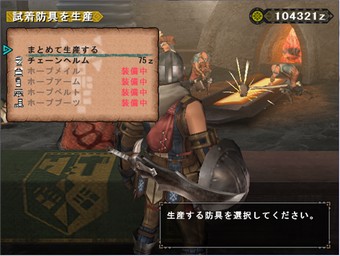 試着防具を生産
104321z
まとめて生産する
チェーンヘルム 75z
ホープメイル 装備中
ホープアーム 装備中
ホープベルト 装備中
ホープブーツ 装備中
生産する防具を選択してください。